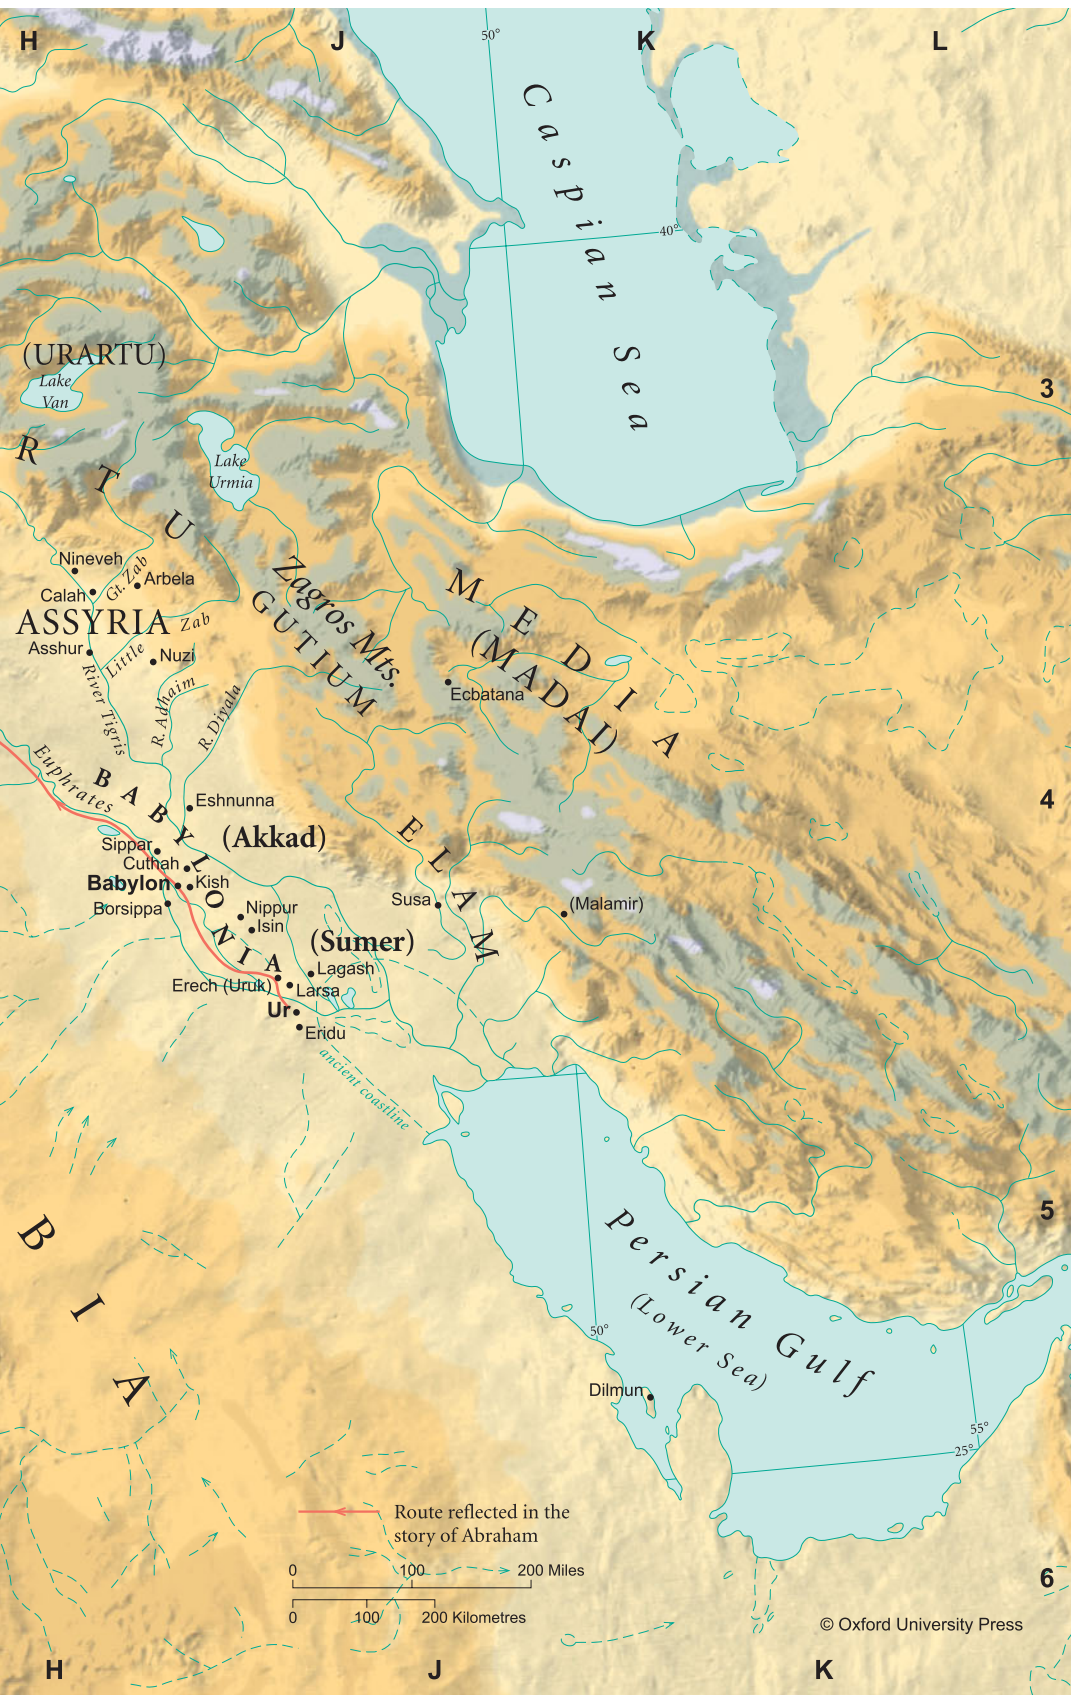 H
J
K
L
50°
Caspian Sea
40°
(URARTU)
Lake
Van
3
R T U
Lake
Urmia
Nineveh
Gt. Zab
Arbela
Calah
ASSYRIA
Little Zab
Asshur
Nuzi
River Tigris
R. Adhaim
R. Diyala
Zagros Mts.
GUTIUM
MEDIA
(MADAI)
Ecbatana
Euphrates
BABYLONIA
Eshnunna
(Akkad)
4
Sippar
Cuthah
Babylon
Kish
Borsippa
Nippur
Isin
ELAM
Susa
(Malamir)
(Sumer)
Lagash
Erech (Uruk)
Larsa
Ur
Eridu
ancient coastline
BIA
5
Persian Gulf
(Lower Sea)
50°
Dilmun
55°
25°
Route reflected in the
story of Abraham
0 100 200 Miles
0 100 200 Kilometres
6
© Oxford University Press
H
J
K